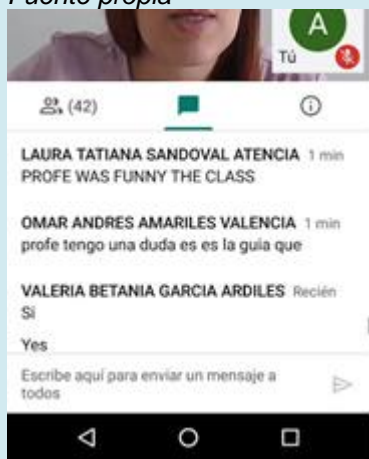 Fuente propia
A
Tú
(42)
LAURA TATIANA SANDOVAL ATENCIA 1 min
PROFE WAS FUNNY THE CLASS
OMAR ANDRES AMARILES VALENCIA 1 min
profe tengo una duda es es la guia que
VALERIA BETANIA GARCIA ARDILES Recién
Si
Yes
Escribe aquí para enviar un mensaje a
todos